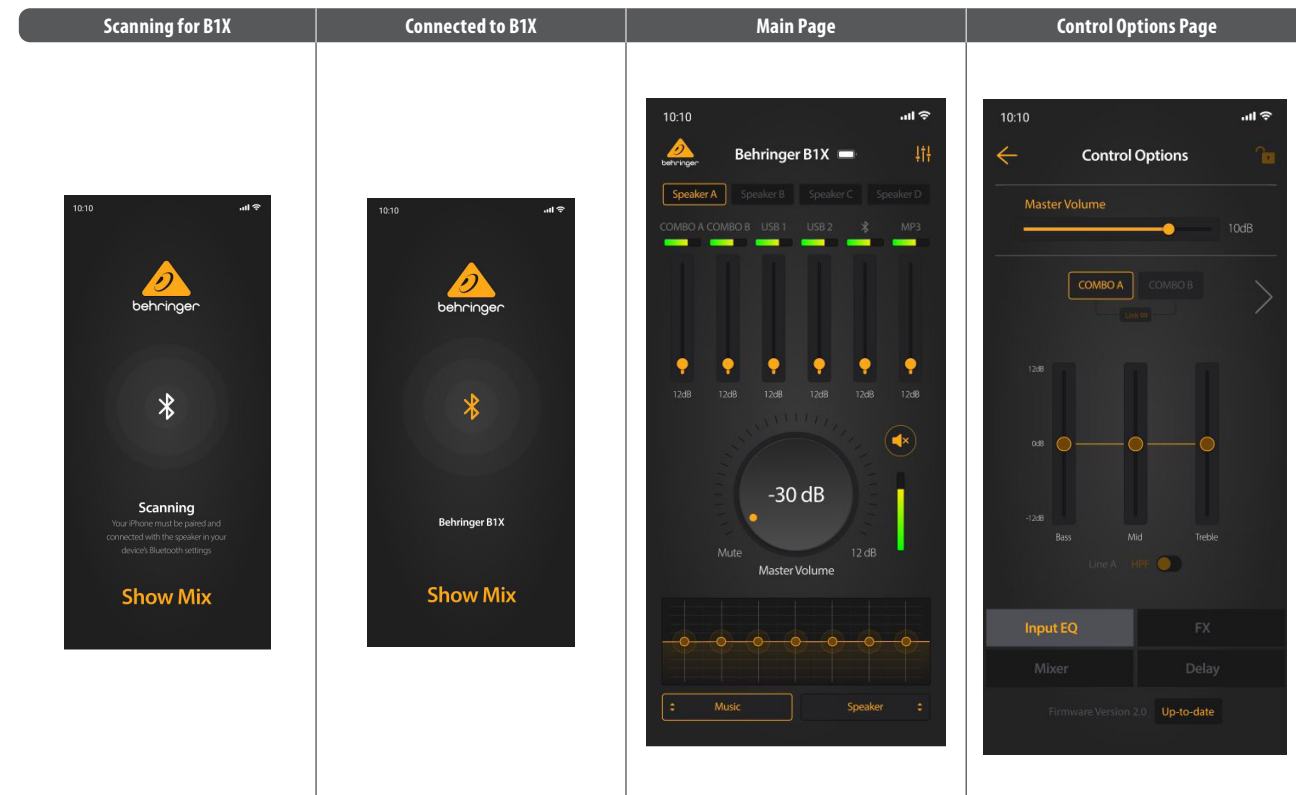 Scanning for B1X
Connected to B1X
Main Page
Control Options Page
10:10
behringer
Scanning
Your iPhone must be paired and
connected with the speaker in your
device's Bluetooth settings
Show Mix
10:10
behringer
Behringer B1X
Show Mix
10:10
behringer
Behringer B1X
Speaker A Speaker B Speaker C Speaker D
COMBO A COMBO B USB 1 USB 2 MP3
12dB 12dB 12dB 12dB 12dB 12dB
-30 dB
Mute 12 dB
Master Volume
Music Speaker
10:10
Control Options
Master Volume
10dB
COMBO A COMBO B
Link
12dB
0dB
-12dB
Bass Mid Treble
Line A HPF
Input EQ FX
Mixer Delay
Firmware Version 2.0 Up-to-date